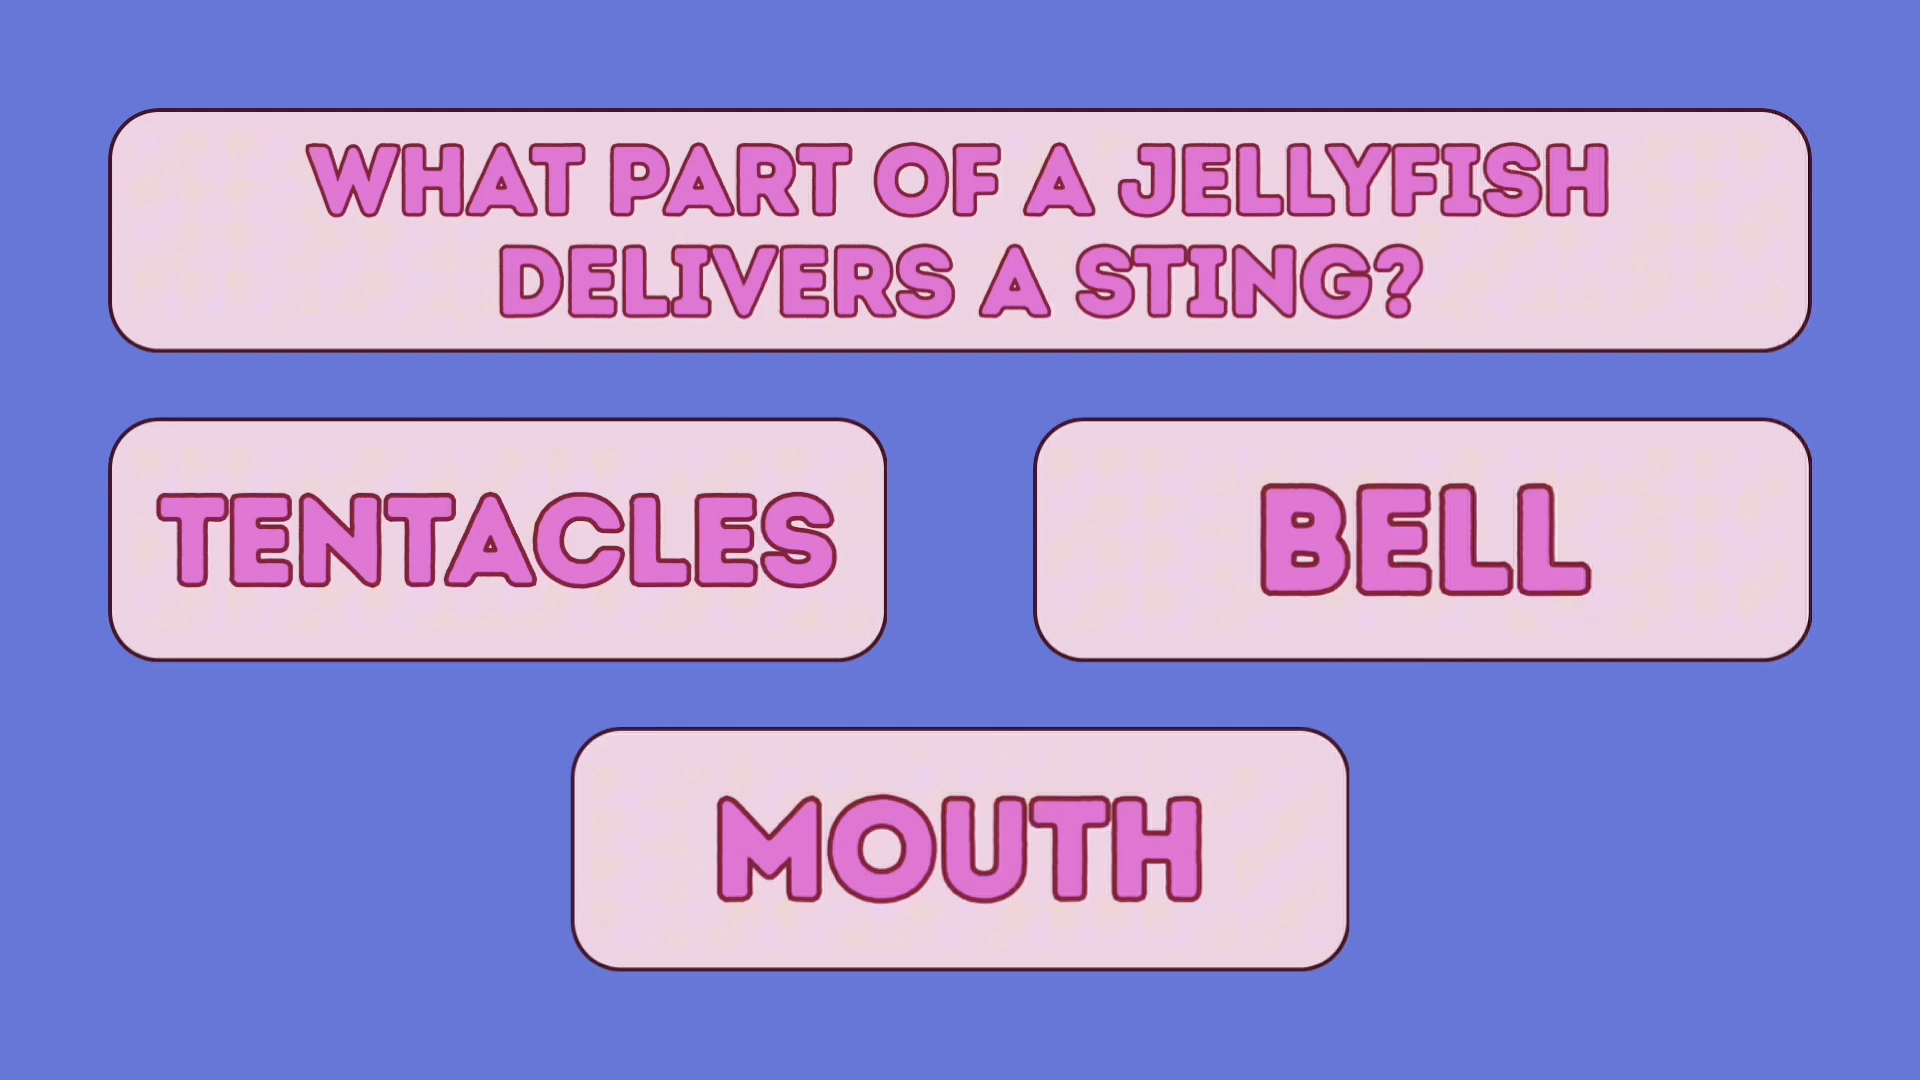 WHAT PART OF A JELLYFISH
DELIVERS A STING?
TENTACLES
BELL
MOUTH